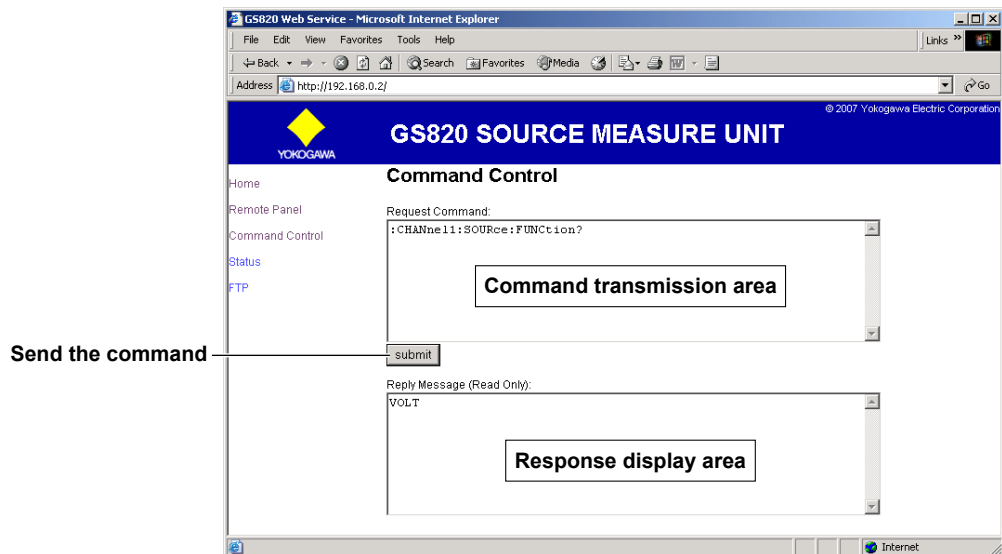 GS820 Web Service - Microsoft Internet Explorer
File Edit View Favorites Tools Help
Links »
Back Search Favorites Media
Address http://192.168.0.2/
Go
© 2007 Yokogawa Electric Corporation
YOKOGAWA
GS820 SOURCE MEASURE UNIT
Home
Remote Panel
Command Control
Status
FTP
Command Control
Request Command:
:CHANnel1:SOURce:FUNCtion?
Command transmission area
Send the command
submit
Reply Message (Read Only):
VOLT
Response display area
Internet